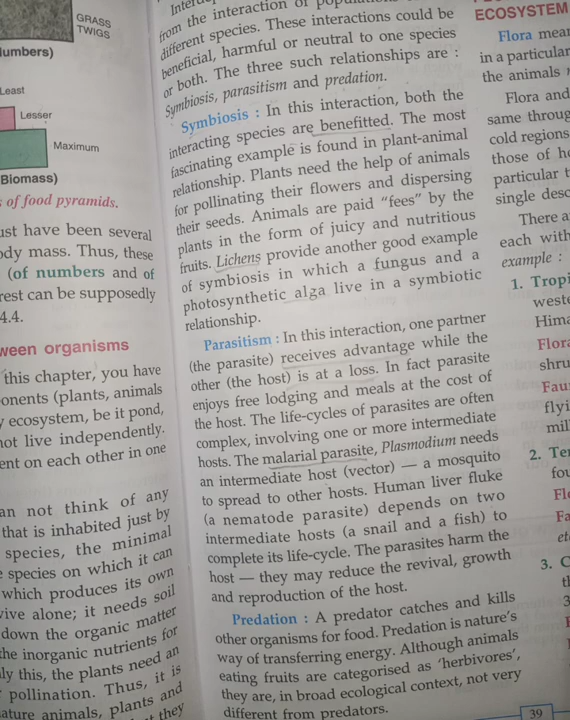 GRASS
TWIGS
umbers)
Least
Lesser
Maximum
Biomass)
of food pyramids.
ust have been several
ody mass. Thus, these
(of numbers and of
rest can be supposedly
4.4.
ween organisms
this chapter, you have
onents (plants, animals
y ecosystem, be it pond,
not live independently.
ent on each other in one
an not think of any
that is inhabited just by
species, the minimal
e species on which it can
which produces its own
vive alone; it needs soil
down the organic matter
the inorganic nutrients for
ly this, the plants need an
pollination. Thus, it is
ature animals, plants and
they
from the interaction of
different species. These interactions could be
beneficial, harmful or neutral to one species
or both. The three such relationships are :
Symbiosis, parasitism and predation.
Symbiosis : In this interaction, both the
interacting species are benefitted. The most
fascinating example is found in plant-animal
relationship. Plants need the help of animals
for pollinating their flowers and dispersing
their seeds. Animals are paid “fees” by the
plants in the form of juicy and nutritious
fruits. Lichens provide another good example
of symbiosis in which a fungus and a
photosynthetic alga live in a symbiotic
relationship.
Parasitism : In this interaction, one partner
(the parasite) receives advantage while the
other (the host) is at a loss. In fact parasite
enjoys free lodging and meals at the cost of
the host. The life-cycles of parasites are often
complex, involving one or more intermediate
hosts. The malarial parasite, Plasmodium needs
an intermediate host (vector) — a mosquito
to spread to other hosts. Human liver fluke
(a nematode parasite) depends on two
intermediate hosts (a snail and a fish) to
complete its life-cycle. The parasites harm the
host — they may reduce the revival, growth
and reproduction of the host.
Predation : A predator catches and kills
other organisms for food. Predation is nature’s
way of transferring energy. Although animals
eating fruits are categorised as ‘herbivores’,
they are, in broad ecological context, not very
different from predators.
ECOSYSTEM
Flora mean
in a particular
the animals
Flora and
same throug
cold regions
those of h
particular t
single desc
There a
each with
example :
1. Tropi
weste
Hima
Flora
shru
Fau
flyi
mil
2. Te
fou
Fl
Fa
etc
3. C
th
3
39